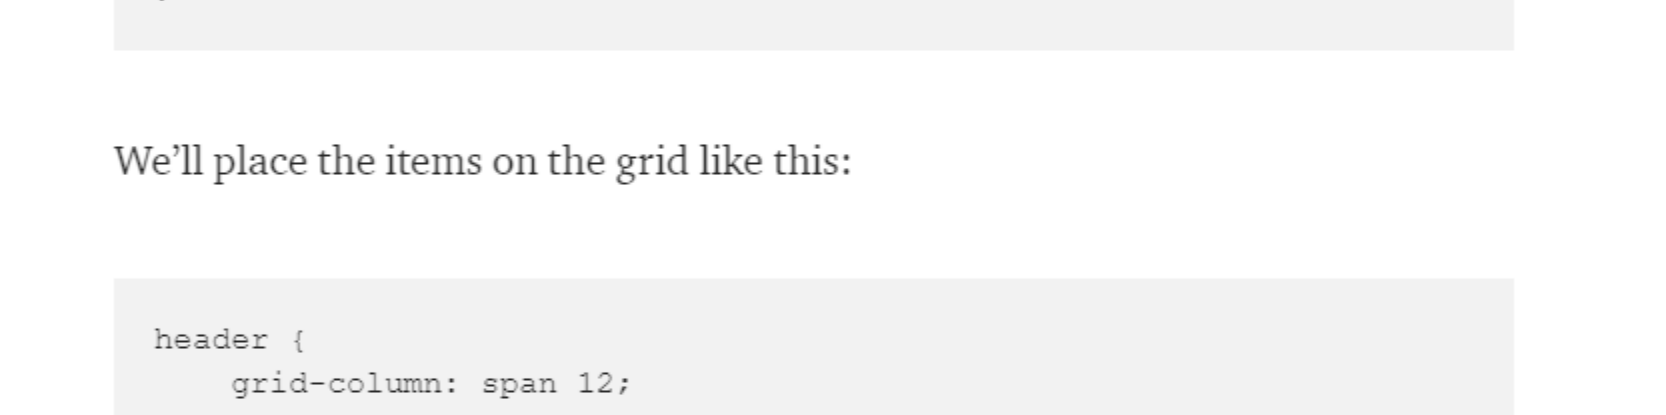 We’ll place the items on the grid like this:
header {
    grid-column: span 12;